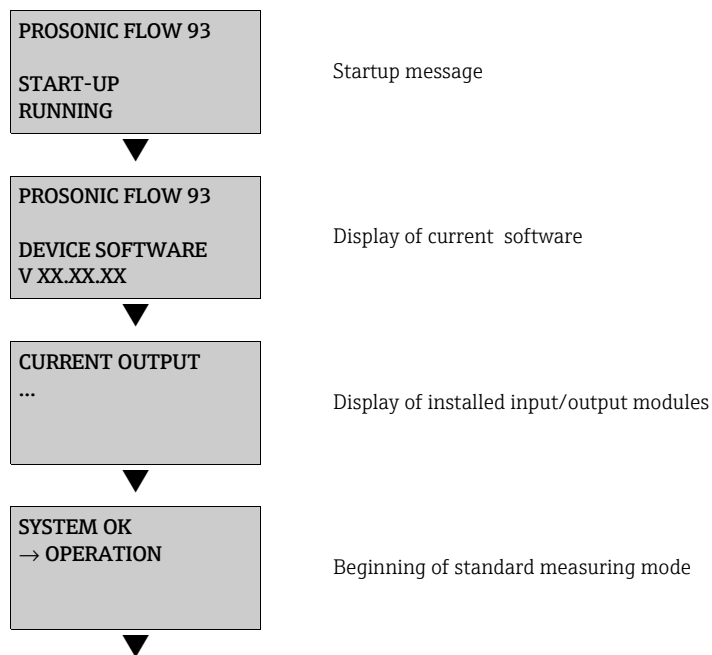 PROSONIC FLOW 93
START-UP
RUNNING
Startup message
PROSONIC FLOW 93
DEVICE SOFTWARE
V XX.XX.XX
Display of current software
CURRENT OUTPUT
...
Display of installed input/output modules
SYSTEM OK
→ OPERATION
Beginning of standard measuring mode